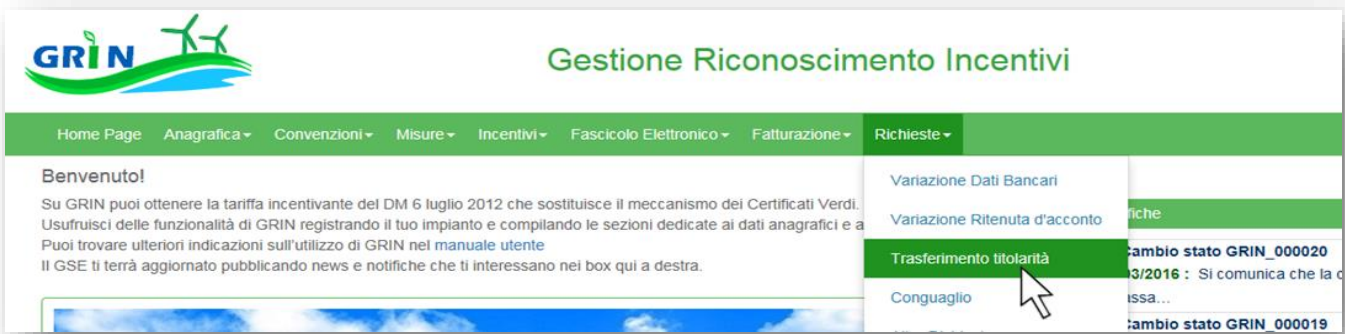 GRIN
Gestione Riconoscimento Incentivi
Home Page Anagrafica Convenzioni Misure Incentivi Fascicolo Elettronico Fatturazione Richieste
Benvenuto!
Su GRIN puoi ottenere la tariffa incentivante del DM 6 luglio 2012 che sostituisce il meccanismo dei Certificati Verdi.
Usufruisci delle funzionalità di GRIN registrando il tuo impianto e compilando le sezioni dedicate ai dati anagrafici e a
Puoi trovare ulteriori indicazioni sull'utilizzo di GRIN nel manuale utente
Il GSE ti terrà aggiornato pubblicando news e notifiche che ti interessano nei box qui a destra.
Variazione Dati Bancari
Variazione Ritenuta d'acconto
Trasferimento titolarità
Conguaglio
fiche
Cambio stato GRIN_000020
03/2016 : Si comunica che la c
assa...
Cambio stato GRIN_000019